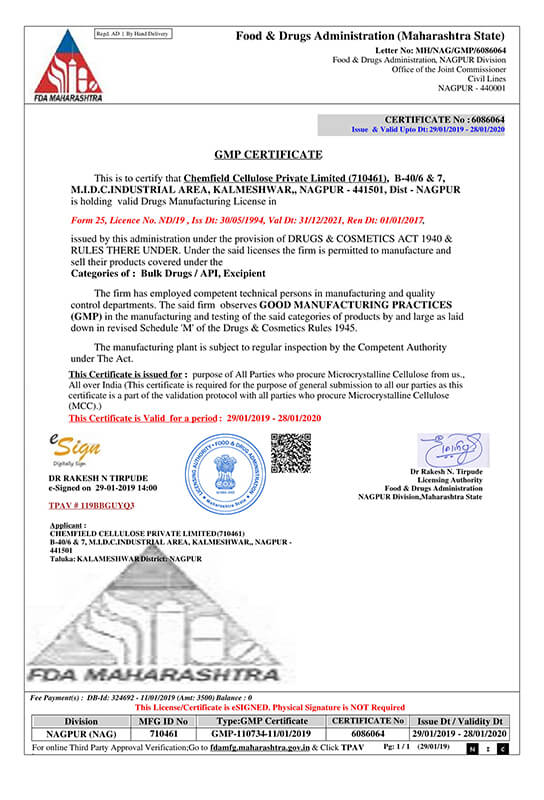 Regd. AD | By Hand Delivery
Food & Drugs Administration (Maharashtra State)
Letter No: MH/NAG/GMP/6086064
Food & Drugs Administration, NAGPUR Division
Office of the Joint Commissioner
Civil Lines
NAGPUR - 440001
FDA MAHARASHTRA
CERTIFICATE No : 6086064
Issue & Valid Upto Dt: 29/01/2019 - 28/01/2020
GMP CERTIFICATE
This is to certify that Chemfield Cellulose Private Limited (710461), B-40/6 & 7,
M.I.D.C.INDUSTRIAL AREA, KALMESHWAR,, NAGPUR - 441501, Dist - NAGPUR
is holding valid Drugs Manufacturing License in
Form 25, Licence No. ND/19 , Iss Dt: 30/05/1994, Val Dt: 31/12/2021, Ren Dt: 01/01/2017,
issued by this administration under the provision of DRUGS & COSMETICS ACT 1940 &
RULES THERE UNDER. Under the said licenses the firm is permitted to manufacture and
sell their products covered under the
Categories of : Bulk Drugs / API, Excipient
The firm has employed competent technical persons in manufacturing and quality
control departments. The said firm observes GOOD MANUFACTURING PRACTICES
(GMP) in the manufacturing and testing of the said categories of products by and large as laid
down in revised Schedule 'M' of the Drugs & Cosmetics Rules 1945.
The manufacturing plant is subject to regular inspection by the Competent Authority
under The Act.
This Certificate is issued for : purpose of All Parties who procure Microcrystalline Cellulose from us.,
All over India (This certificate is required for the purpose of general submission to all our parties as this
certificate is a part of the validation protocol with all parties who procure Microcrystalline Cellulose
(MCC).)
This Certificate is Valid for a period : 29/01/2019 - 28/01/2020
eSign
Digitally Sign.
DR RAKESH N TIRPUDE
e-Signed on 29-01-2019 14:00
TPAV # 119BBGUYQ3
LICENSING AUTHORITY • FOOD & DRUG ADMINISTRATION
Maharashtra State
Dr Rakesh N. Tirpude
Licensing Authority
Food & Drugs Administration
NAGPUR Division,Maharashtra State
Applicant :
CHEMFIELD CELLULOSE PRIVATE LIMITED(710461)
B-40/6 & 7, M.I.D.C.INDUSTRIAL AREA, KALMESHWAR,, NAGPUR -
441501
Taluka: KALAMESHWAR District: NAGPUR
FDA MAHARASHTRA
Fee Payment(s) : DB-Id: 324692 - 11/01/2019 (Amt: 3500) Balance : 0
This License/Certificate is eSIGNED. Physical Signature is NOT Required
Division MFG ID No Type:GMP Certificate CERTIFICATE No Issue Dt / Validity Dt
NAGPUR (NAG) 710461 GMP-110734-11/01/2019 6086064 29/01/2019 - 28/01/2020
For online Third Party Approval Verification;Go to fdamfg.maharashtra.gov.in & Click TPAV Pg: 1 / 1 (29/01/19) N I C